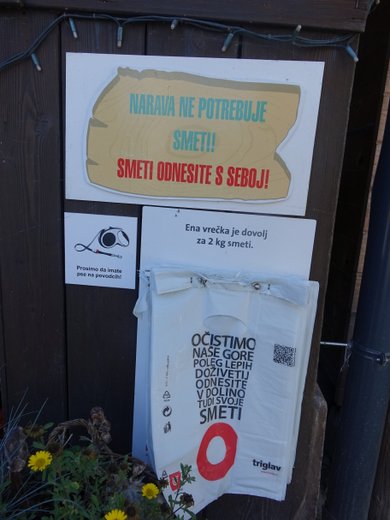 NARAVA NE POTREBUJE
SMETI!
SMETI ODNESITE S SEBOJ!
Prosimo da imate
pse na povodcih!
Ena vrečka je dovolj
za 2 kg smeti.
OČISTIMO
NAŠE GORE
POLEG LEPIH
DOŽIVETIJ
ODNESITE
V DOLINO
TUDI SVOJE
SMETI
triglav